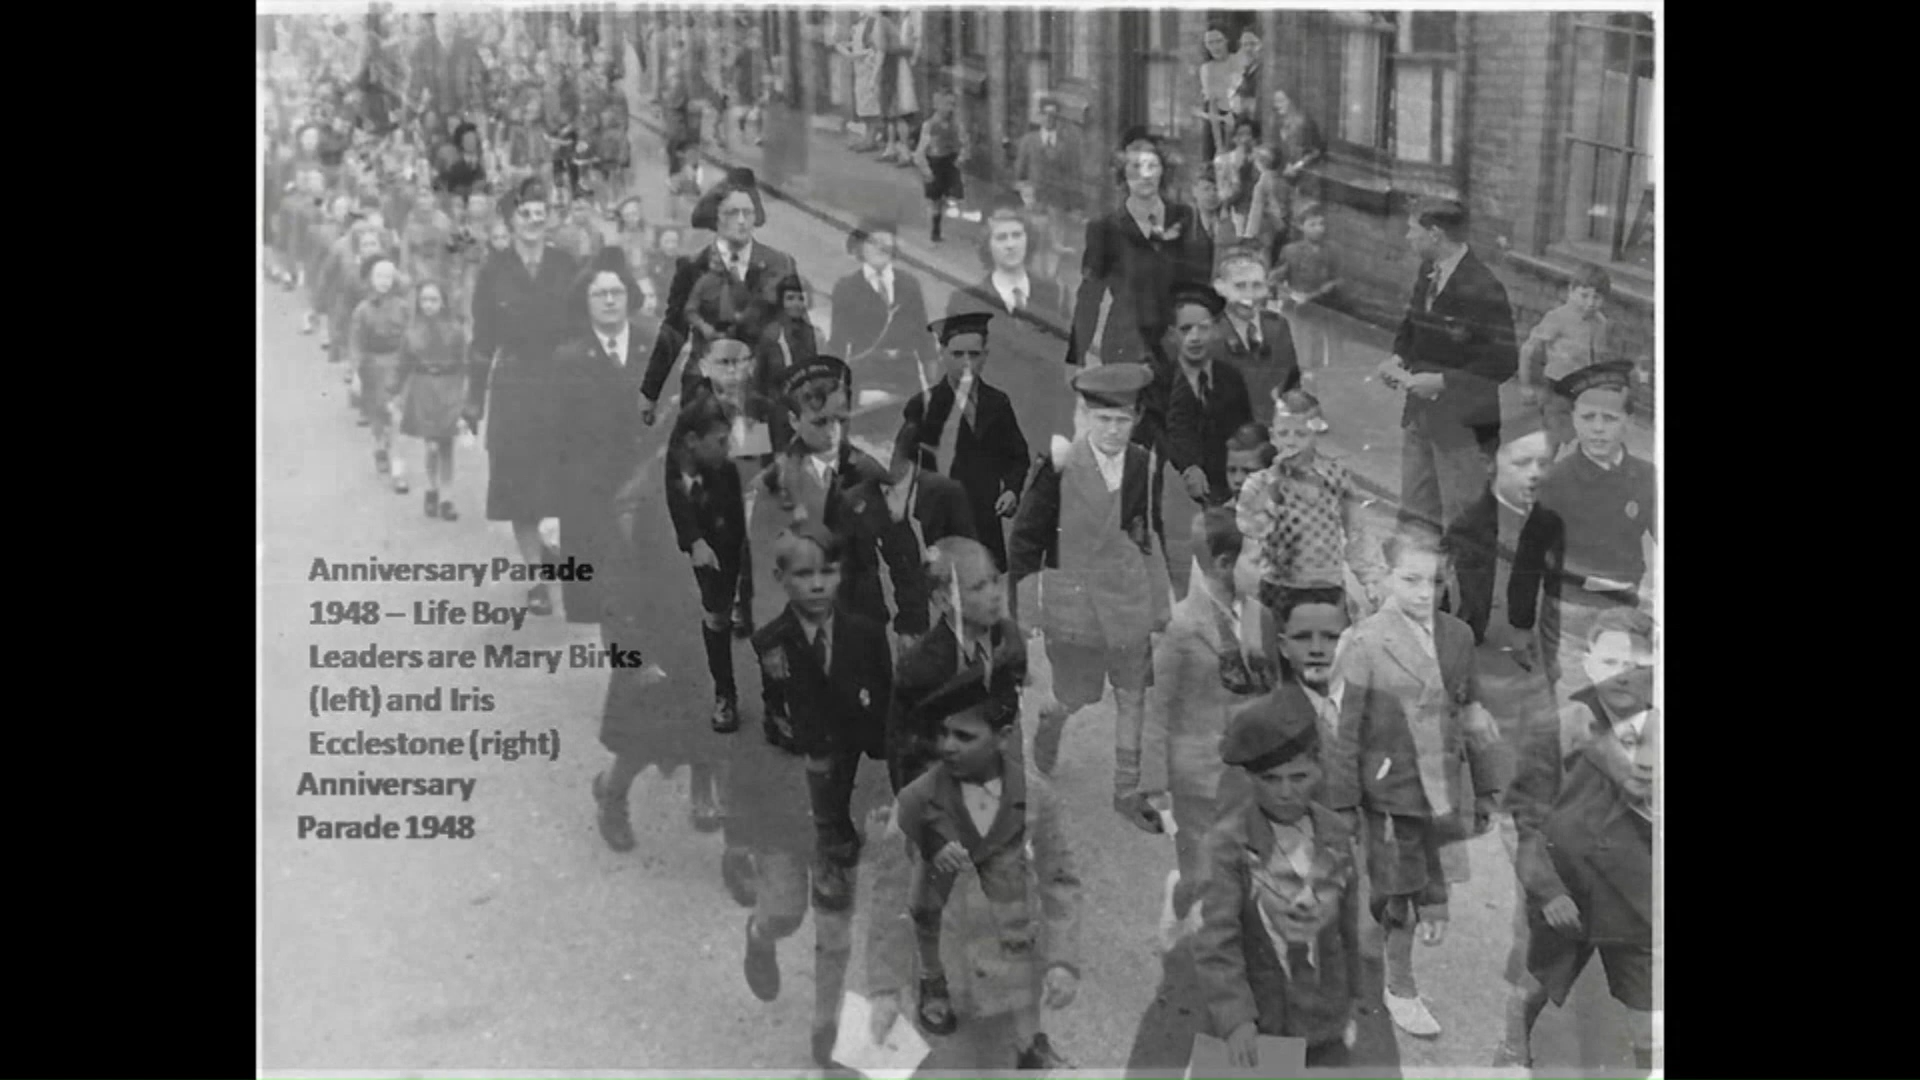 Anniversary Parade
1948 – Life Boy
Leaders are Mary Birks
(left) and Iris
Ecclestone (right)
Anniversary
Parade 1948